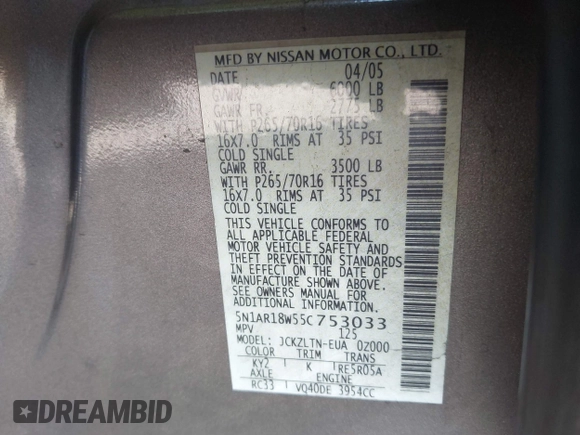 MFD BY NISSAN MOTOR CO., LTD.
DATE 04/05
GVWR 6000 LB
GAWR FR. 2775 LB
WITH P265/70R16 TIRES
16X7.0 RIMS AT 35 PSI
COLD SINGLE
GAWR RR. 3500 LB
WITH P265/70R16 TIRES
16X7.0 RIMS AT 35 PSI
COLD SINGLE
THIS VEHICLE CONFORMS TO
ALL APPLICABLE FEDERAL
MOTOR VEHICLE SAFETY AND
THEFT PREVENTION STANDARDS
IN EFFECT ON THE DATE OF
MANUFACTURE SHOWN ABOVE.
SEE OWNERS MANUAL FOR
ADDITIONAL INFORMATION.
5N1AR18W55C753033
MPV 125
MODEL: JCKZLTN-EUA 0Z000
COLOR TRIM TRANS
KY2 K RE5R05A
AXLE ENGINE
RC33 VQ40DE 3954CC
DREAMBID